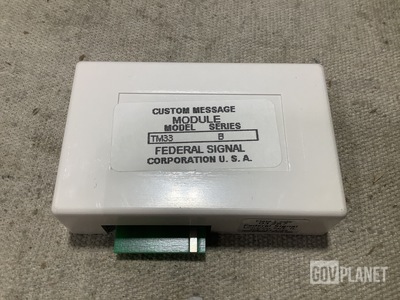 CUSTOM MESSAGE
MODULE
MODEL SERIES
TM33 B
FEDERAL SIGNAL
CORPORATION U. S. A.
GOVPLANET